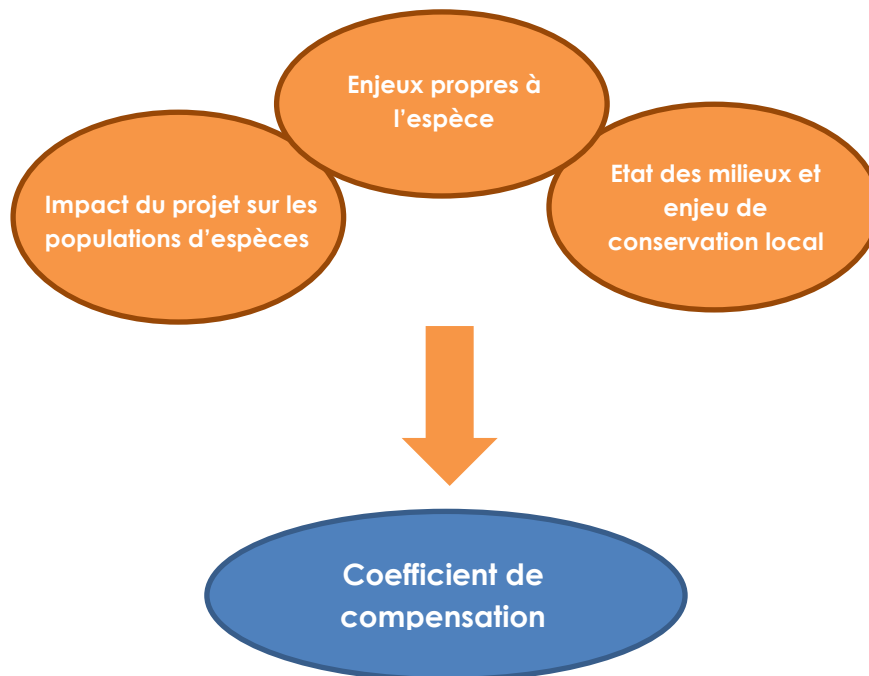 Enjeux propres à
l'espèce
Impact du projet sur les
populations d'espèces
Etat des milieux et
enjeu de
conservation local
Coefficient de
compensation